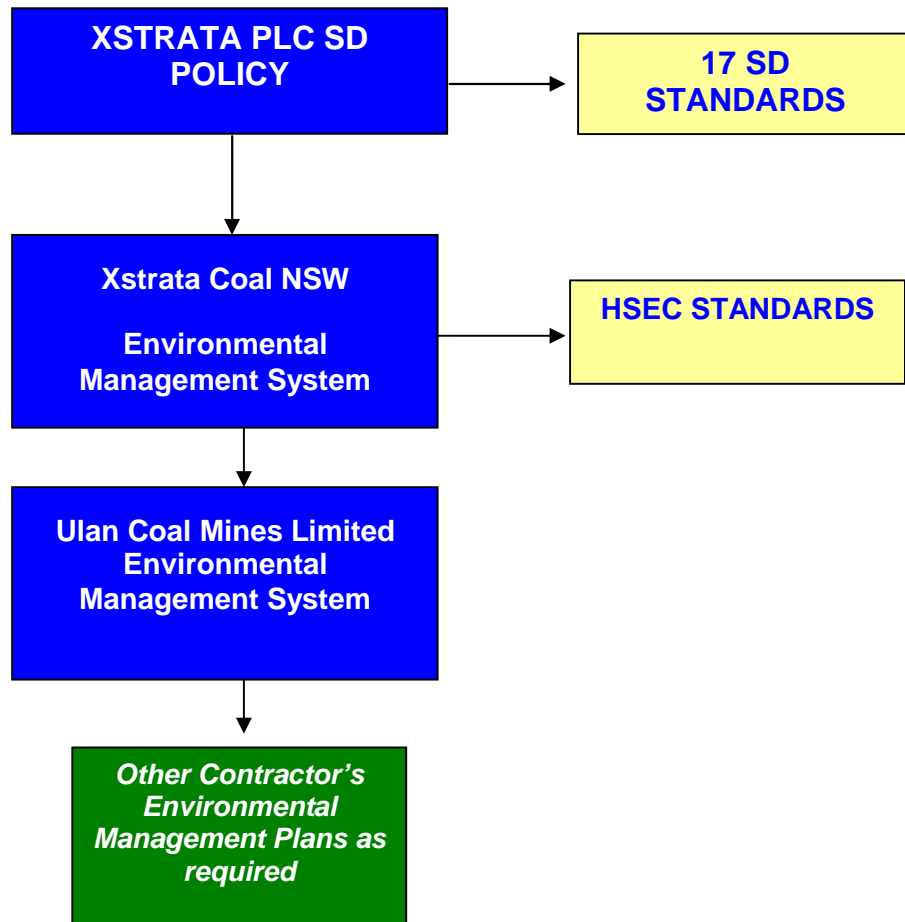 XSTRATA PLC SD
POLICY
17 SD
STANDARDS
Xstrata Coal NSW
Environmental
Management System
HSEC STANDARDS
Ulan Coal Mines Limited
Environmental
Management System
Other Contractor’s
Environmental
Management Plans as
required